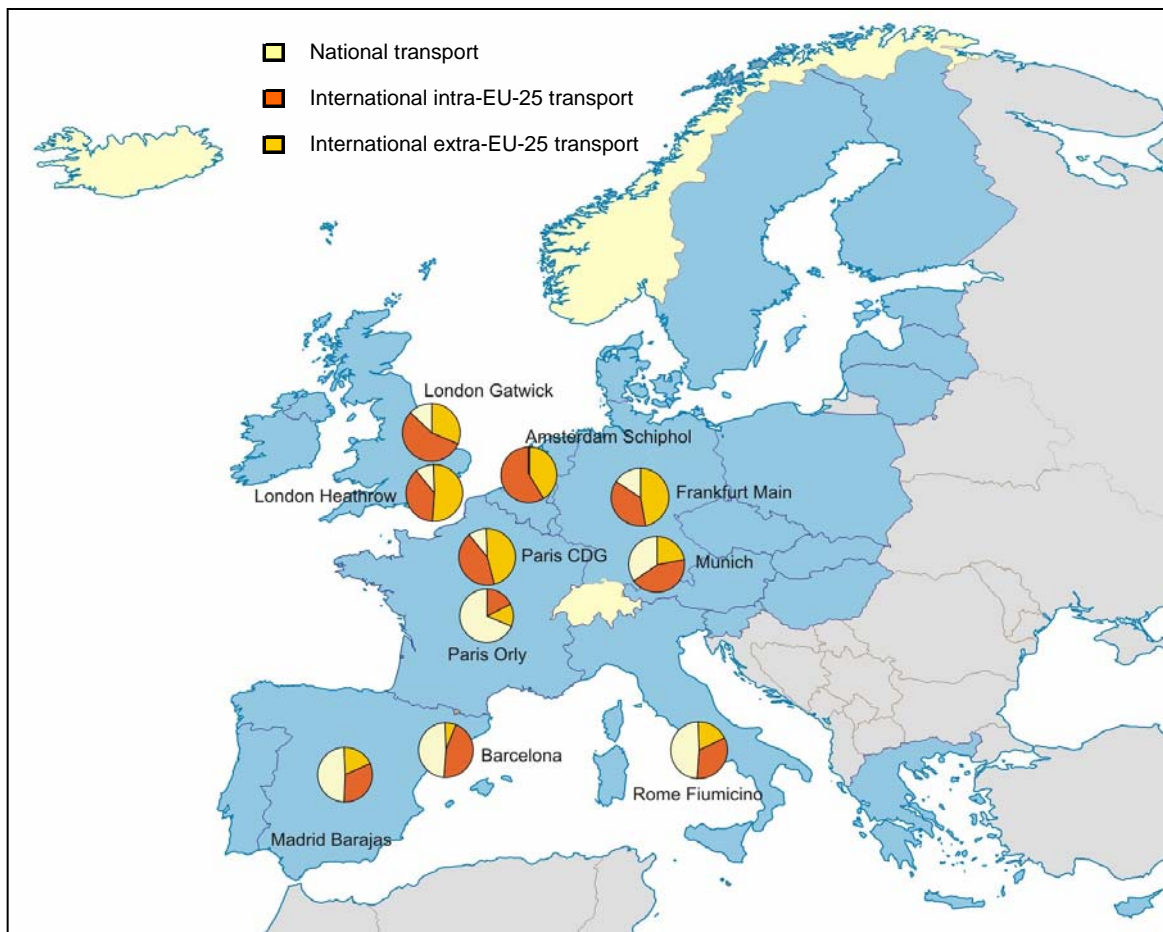 National transport
International intra-EU-25 transport
International extra-EU-25 transport
London Gatwick
Amsterdam Schiphol
London Heathrow
Frankfurt Main
Paris CDG
Munich
Paris Orly
Barcelona
Rome Fiumicino
Madrid Barajas